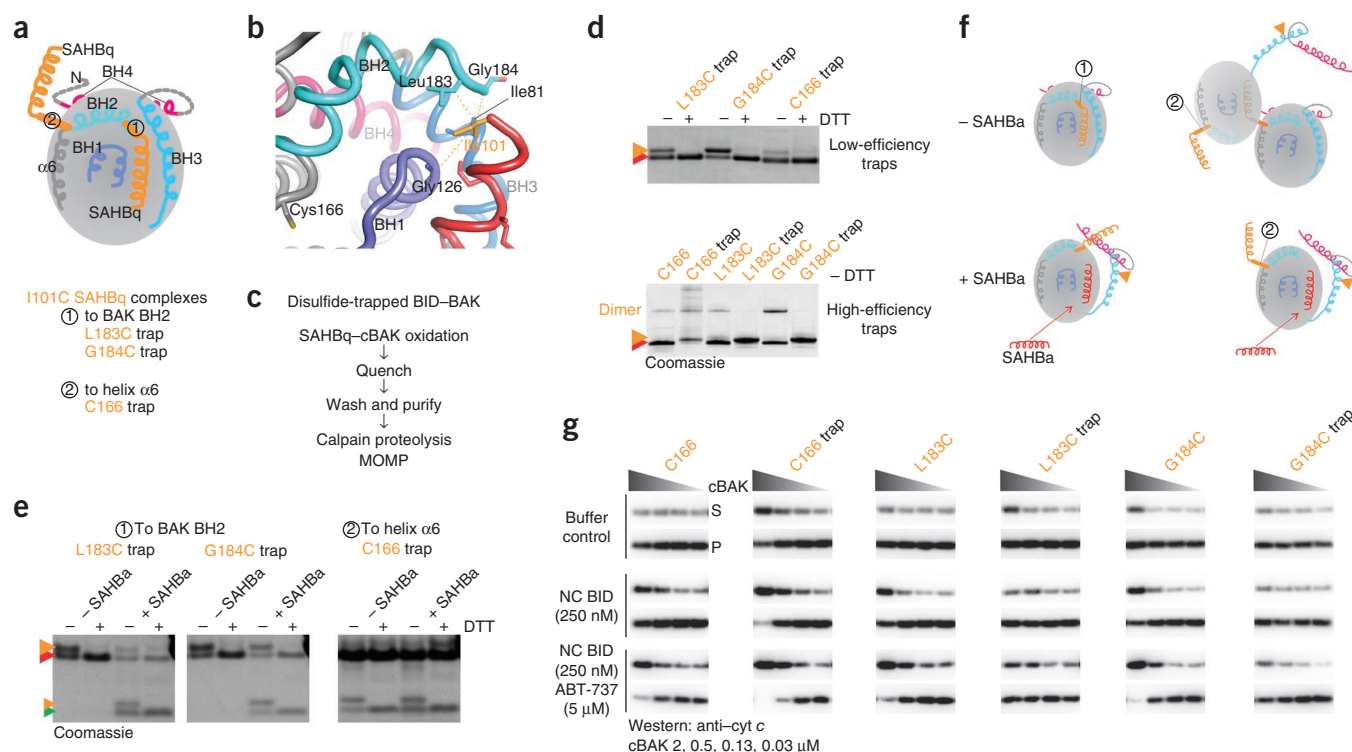 a
SAHBq
N
BH4
BH2
②
①
BH1
BH3
α6
SAHBq
I101C SAHBq complexes
① to BAK BH2
L183C trap
G184C trap
② to helix α6
C166 trap
b
BH2
Gly184
Leu183
Ile81
BH4
Ile101
Gly126
BH3
Cys166
BH1
c
Disulfide-trapped BID–BAK
SAHBq–cBAK oxidation
↓
Quench
↓
Wash and purify
↓
Calpain proteolysis
MOMP
d
L183C trap
G184C trap
C166 trap
– + – + – + DTT
Low-efficiency
traps
C166
C166 trap
L183C
L183C trap
G184C
G184C trap
– DTT
Dimer
High-efficiency
traps
Coomassie
e
① To BAK BH2
② To helix α6
L183C trap
G184C trap
C166 trap
– SAHBa
+ SAHBa
– SAHBa
+ SAHBa
– SAHBa
+ SAHBa
– + – + – + – + – + – + DTT
Coomassie
f
①
②
– SAHBa
②
+ SAHBa
SAHBa
g
C166
C166 trap
L183C
L183C trap
G184C
G184C trap
cBAK
Buffer
control
S
P
NC BID
(250 nM)
NC BID
(250 nM)
ABT-737
(5 µM)
Western: anti–cyt c
cBAK 2, 0.5, 0.13, 0.03 µM